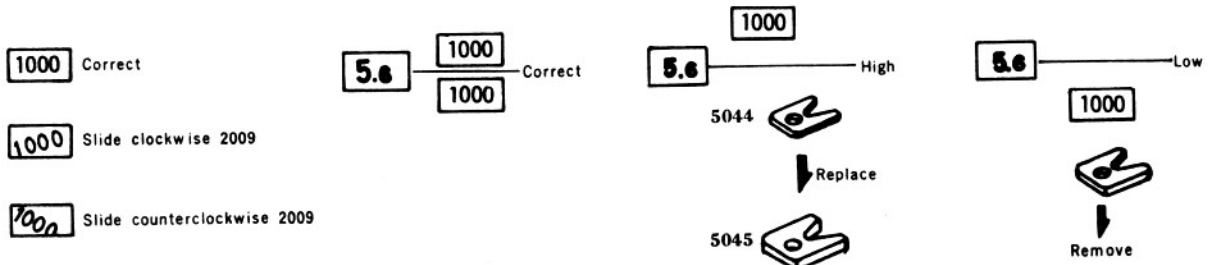 1000 Correct
1000 Slide clockwise 2009
1000 Slide counterclockwise 2009
1000
5.6 Correct
1000
1000
5.6 High
5044
Replace
5045
5.6 Low
1000
Remove